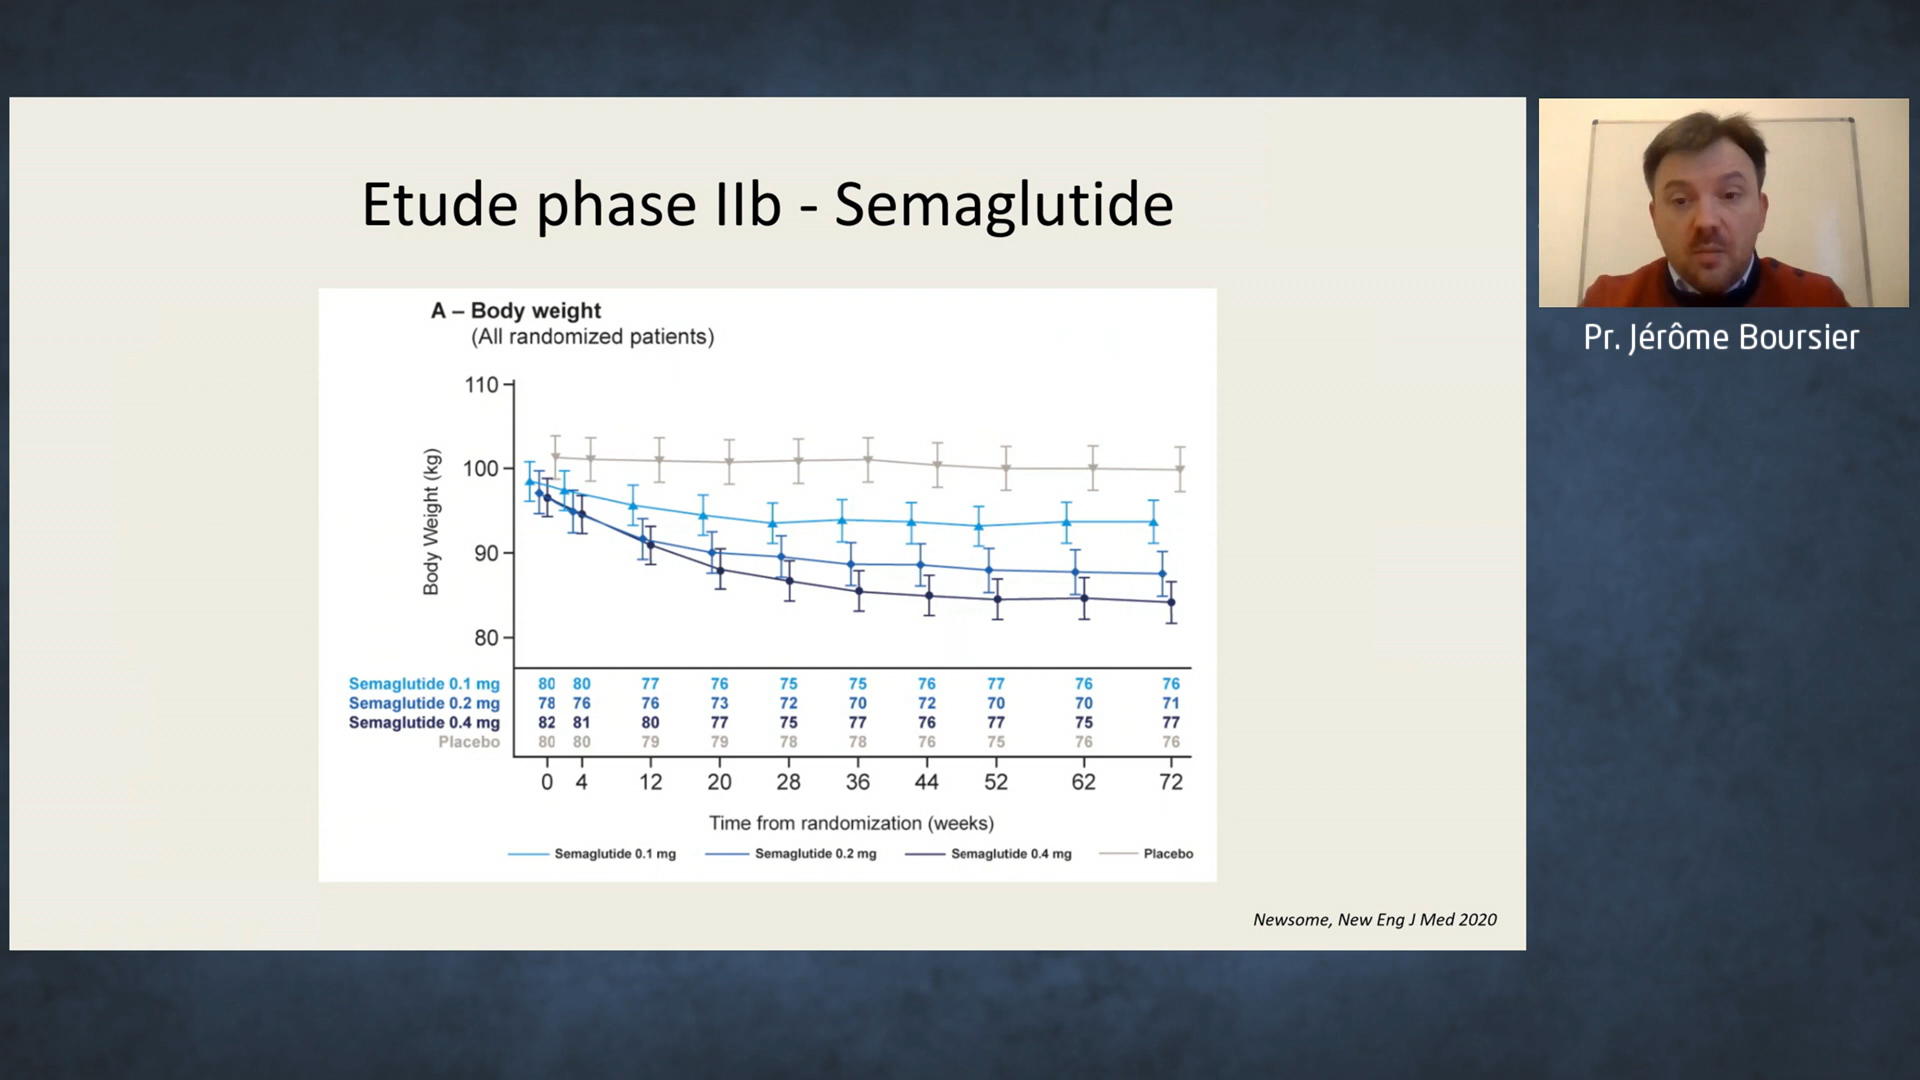 Etude phase IIb - Semaglutide
A – Body weight
(All randomized patients)
Body Weight (kg)
110
100
90
80
Semaglutide 0.1 mg 80 80 77 76 75 75 76 77 76 76
Semaglutide 0.2 mg 78 76 76 73 72 70 72 70 70 71
Semaglutide 0.4 mg 82 81 80 77 75 77 76 77 75 77
Placebo 80 80 79 79 78 78 76 75 76 76
0 4 12 20 28 36 44 52 62 72
Time from randomization (weeks)
Semaglutide 0.1 mg Semaglutide 0.2 mg Semaglutide 0.4 mg Placebo
Newsome, New Eng J Med 2020
Pr. Jérôme Boursier